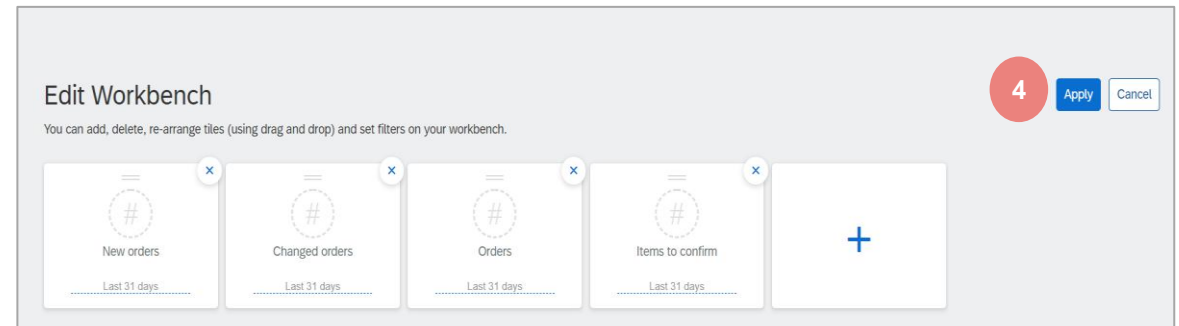 Edit Workbench
4
Apply
Cancel
You can add, delete, re-arrange tiles (using drag and drop) and set filters on your workbench.
#
New orders
Last 31 days
#
Changed orders
Last 31 days
#
Orders
Last 31 days
#
Items to confirm
Last 31 days
+